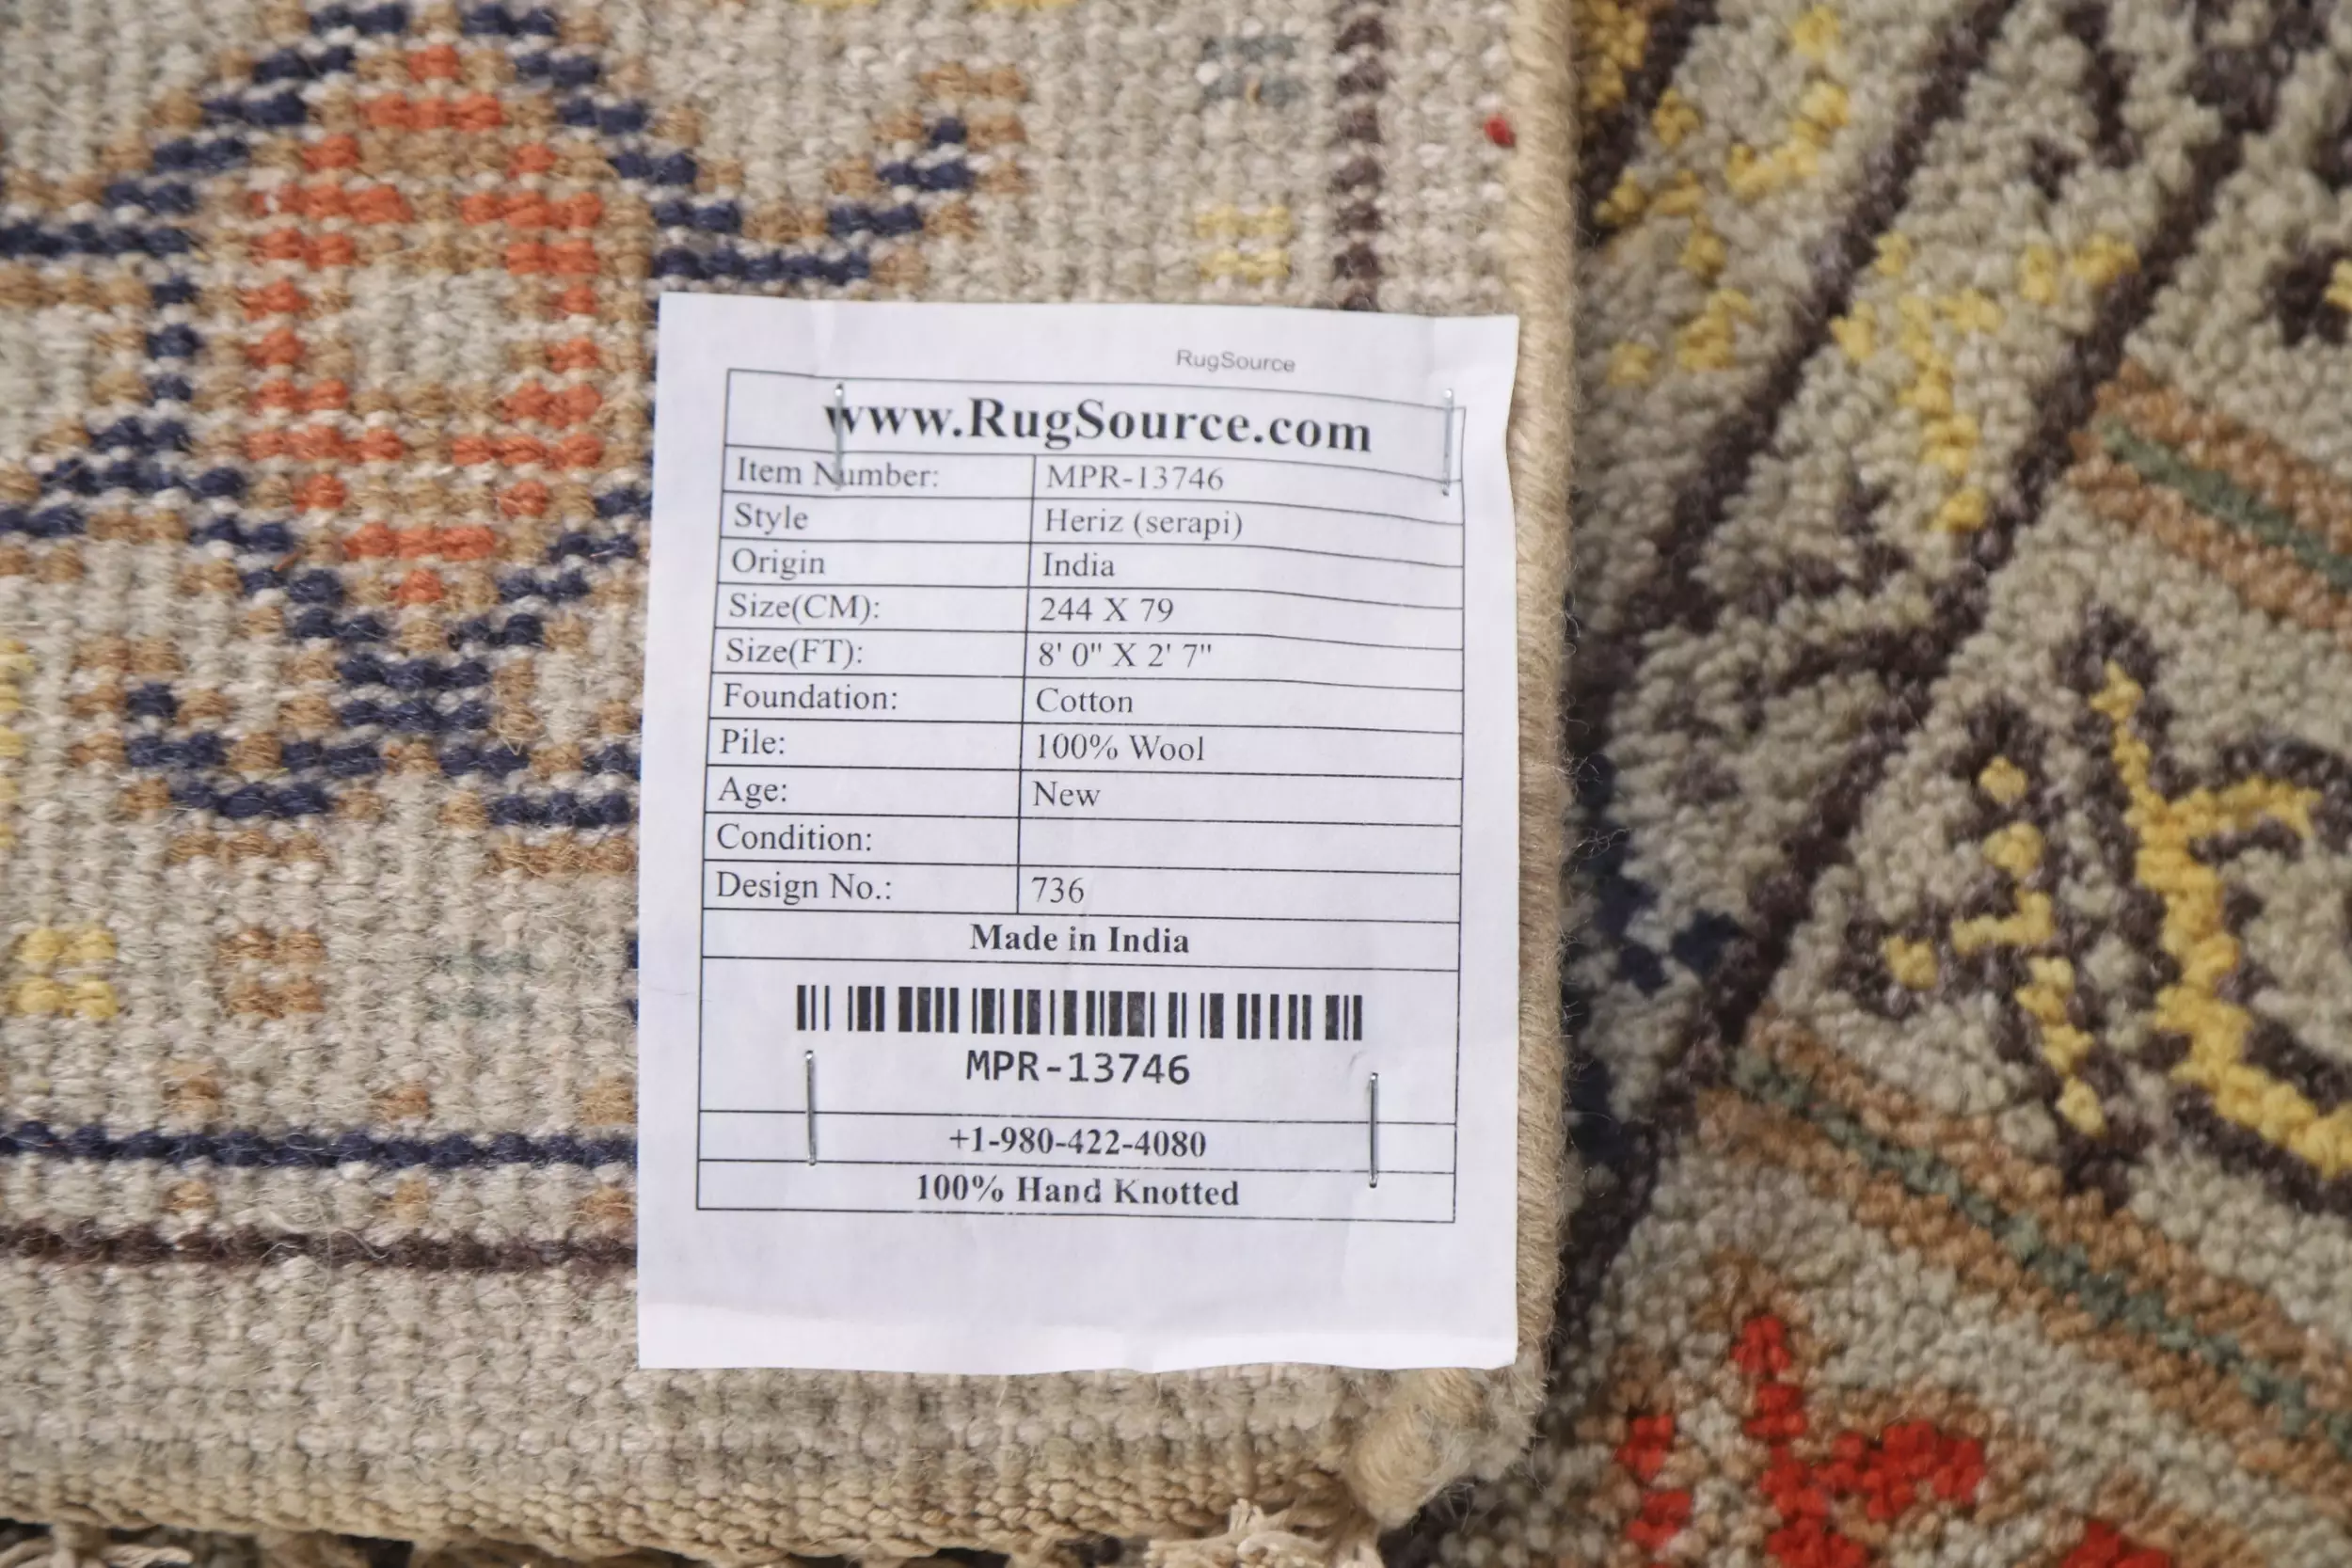 RugSource
www.RugSource.com
Item Number: MPR-13746
Style Heriz (serapi)
Origin India
Size(CM): 244 X 79
Size(FT): 8' 0" X 2' 7"
Foundation: Cotton
Pile: 100% Wool
Age: New
Condition:
Design No.: 736
Made in India
MPR-13746
+1-980-422-4080
100% Hand Knotted